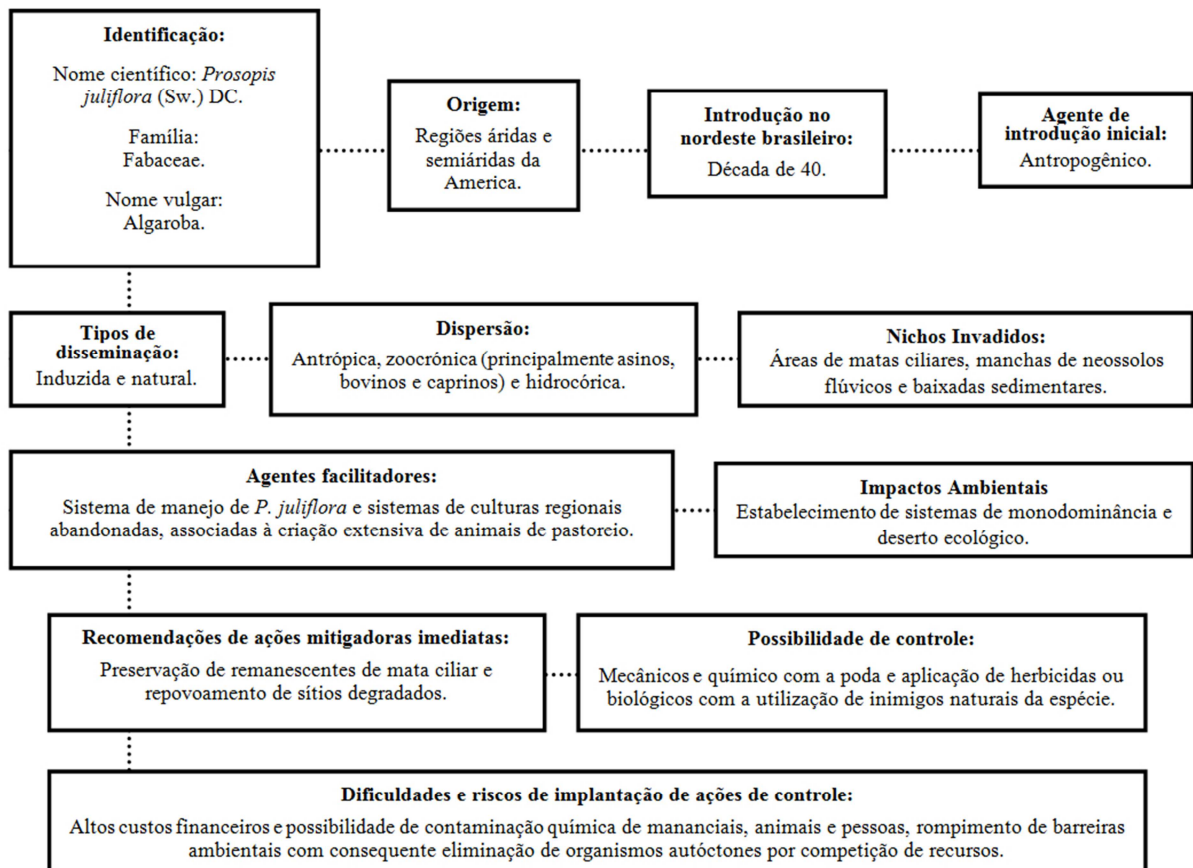 Identificação:
Nome científico: Prosopis
juliflora (Sw.) DC.
Família:
Fabaceae.
Nome vulgar:
Algaroba.
Origem:
Regiões áridas e
semiáridas da
America.
Introdução no
nordeste brasileiro:
Década de 40.
Agente de
introdução inicial:
Antropogênico.
Tipos de
disseminação:
Induzida e natural.
Dispersão:
Antrópica, zoocrónica (principalmente asinos,
bovinos e caprinos) e hidrocórica.
Nichos Invadidos:
Áreas de matas ciliares, manchas de neossolos
flúvicos e baixadas sedimentares.
Agentes facilitadores:
Sistema de manejo de P. juliflora e sistemas de culturas regionais
abandonadas, associadas à criação extensiva de animais de pastoreio.
Impactos Ambientais
Estabelecimento de sistemas de monodominância e
deserto ecológico.
Recomendações de ações mitigadoras imediatas:
Preservação de remanescentes de mata ciliar e
repovoamento de sítios degradados.
Possibilidade de controle:
Mecânicos e químico com a poda e aplicação de herbicidas ou
biológicos com a utilização de inimigos naturais da espécie.
Dificuldades e riscos de implantação de ações de controle:
Altos custos financeiros e possibilidade de contaminação química de mananciais, animais e pessoas, rompimento de barreiras
ambientais com consequente eliminação de organismos autóctones por competição de recursos.